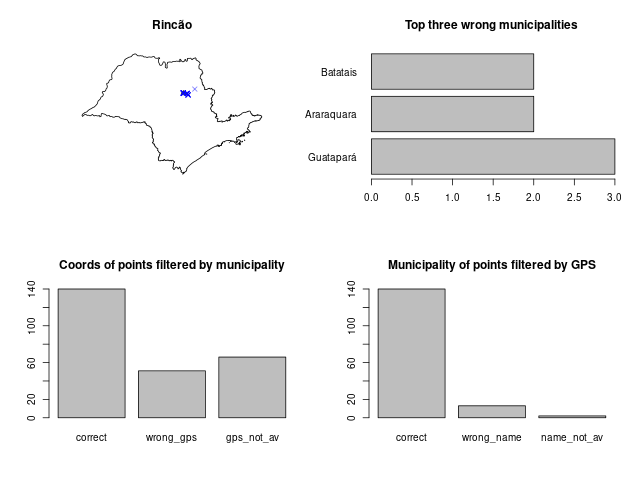 Rincão
Top three wrong municipalities
Batatais
Araraquara
Guatapará
0.0 0.5 1.0 1.5 2.0 2.5 3.0
Coords of points filtered by municipality
0 20 60 100 140
correct wrong_gps gps_not_av
Municipality of points filtered by GPS
0 20 60 100 140
correct wrong_name name_not_av